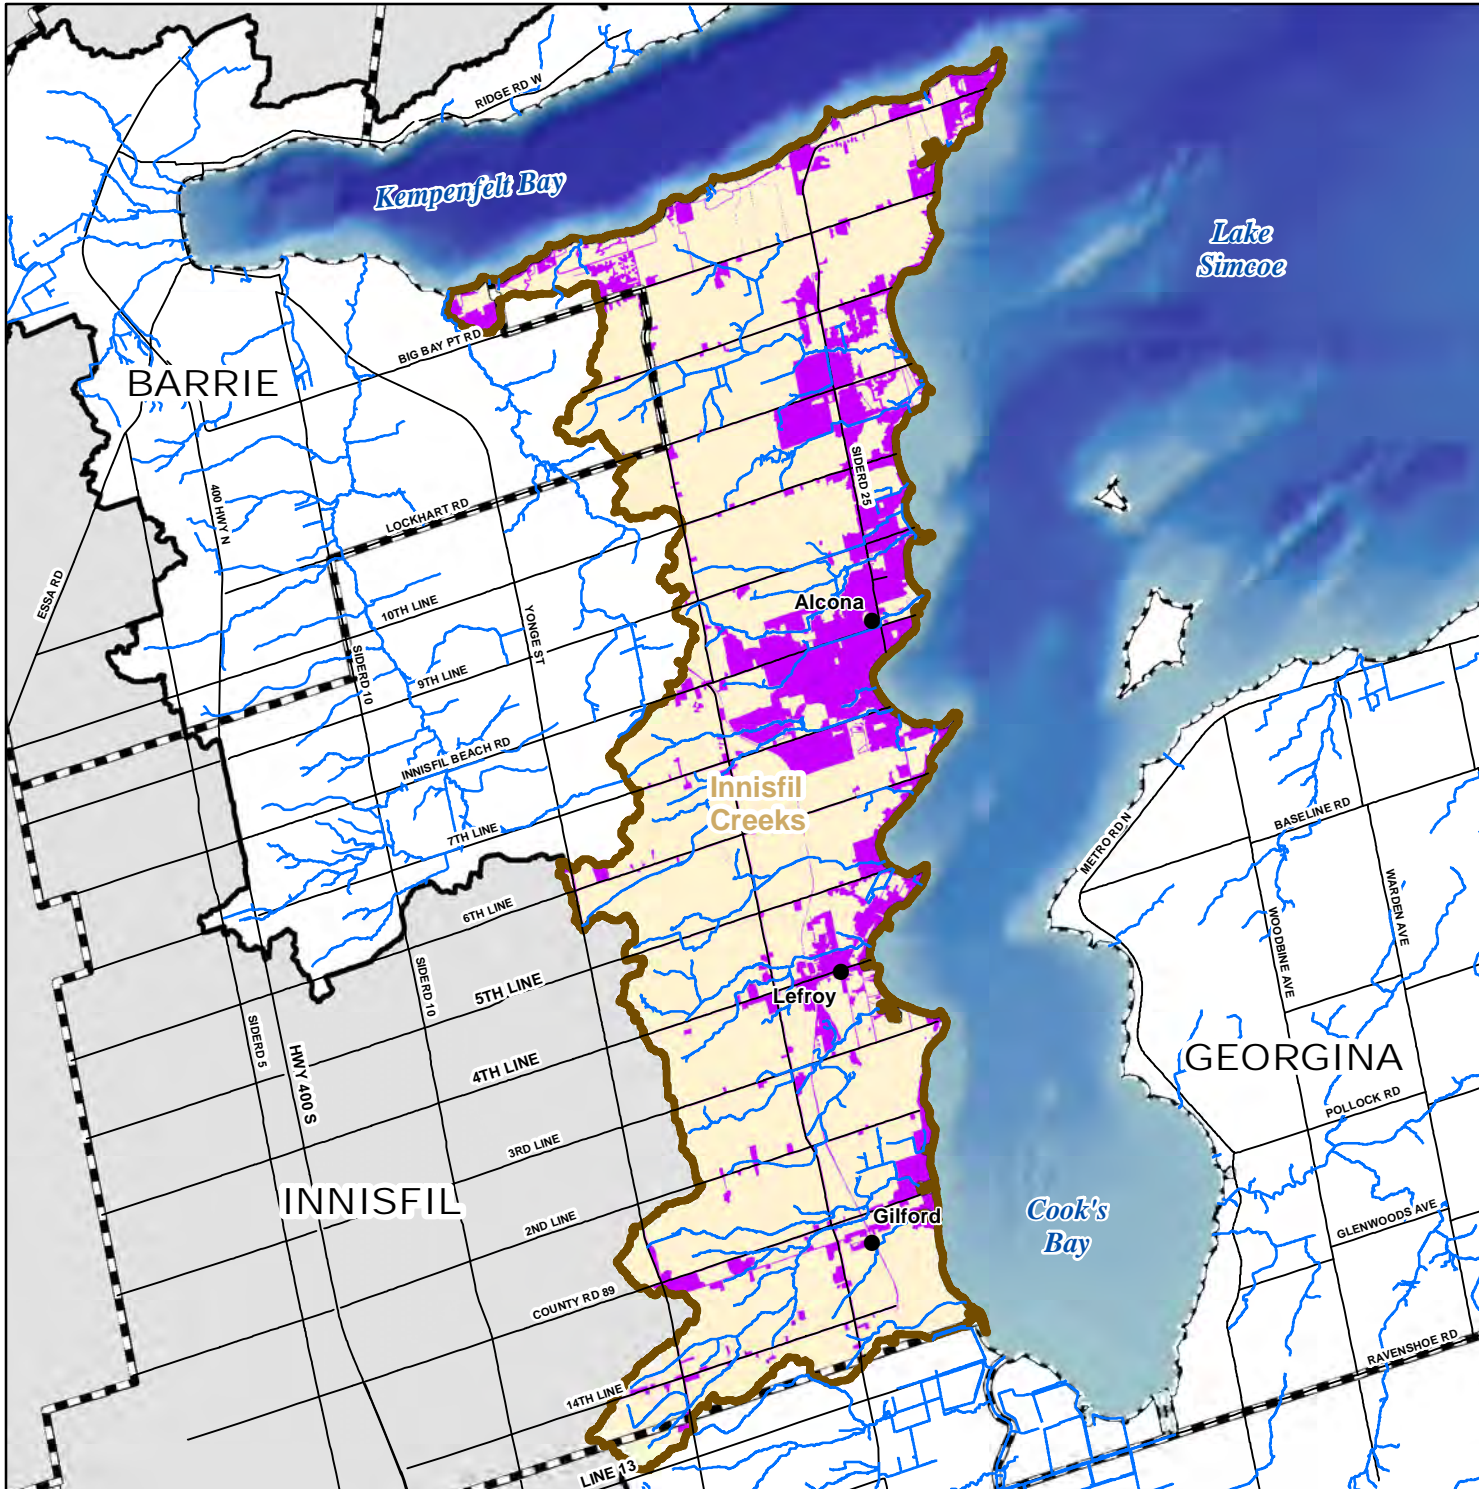 RIDGE RD W
Kempenfelt Bay
Lake
Simcoe
BIG BAY PT RD
BARRIE
SIDERD 25
400 HWY N
LOCKHART RD
ESSA RD
10TH LINE
YONGE ST
Alcona
SIDERD 10
9TH LINE
INNISFIL BEACH RD
Innisfil
Creeks
7TH LINE
METRO RD N
BASELINE RD
WARDEN AVE
WOODBINE AVE
6TH LINE
5TH LINE
SIDERD 10
Lefroy
SIDERD 5
HWY 400 S
4TH LINE
GEORGINA
POLLOCK RD
3RD LINE
INNISFIL
2ND LINE
Gilford
Cook's
Bay
GLENWOODS AVE
COUNTY RD 89
RAVENSHOE RD
14TH LINE
LINE 13